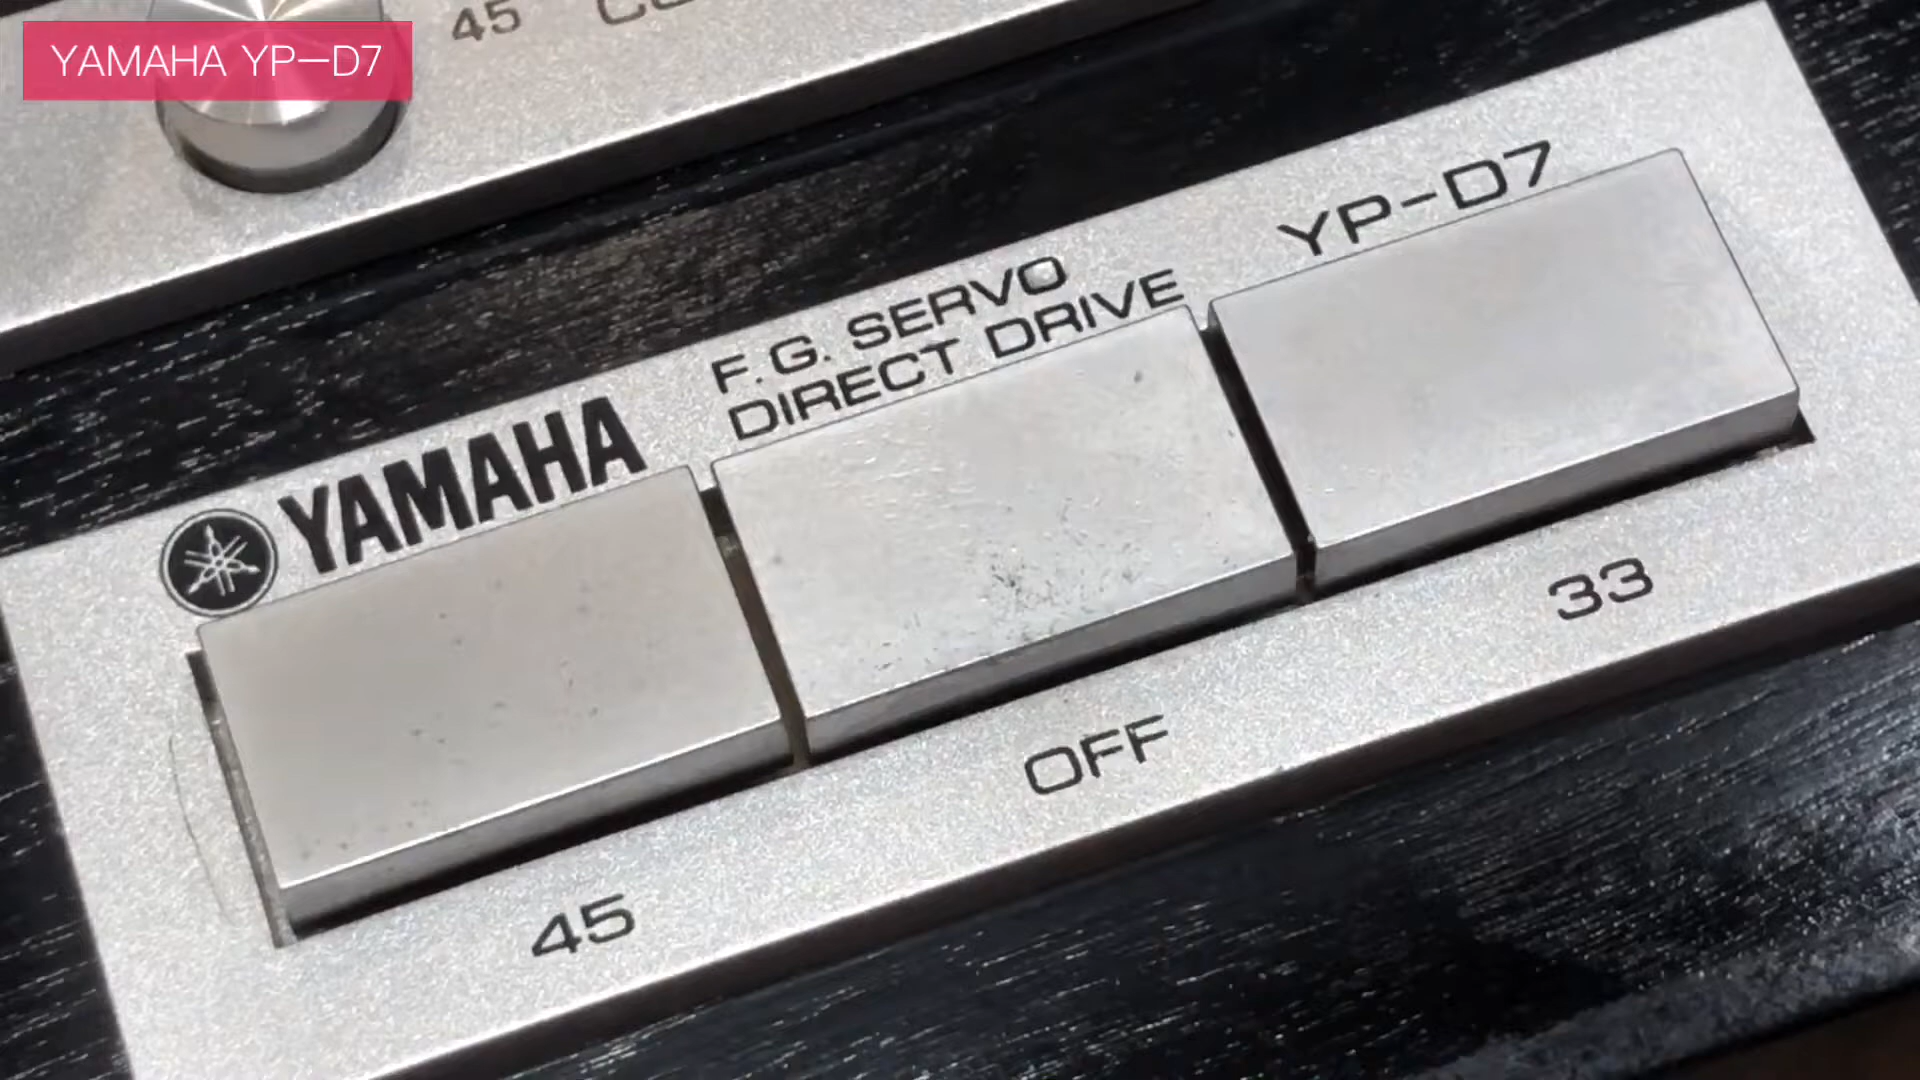 YAMAHA YP-D7
45
YAMAHA
F.G. SERVO
DIRECT DRIVE
YP-D7
45
OFF
33